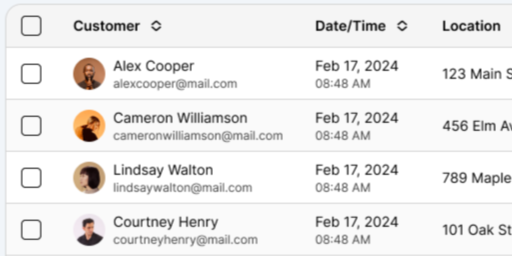 Customer Date/Time Location
Alex Cooper Feb 17, 2024 123 Main
alexcooper@mail.com 08:48 AM
Cameron Williamson Feb 17, 2024 456 Elm
cameronwilliamson@mail.com 08:48 AM
Lindsay Walton Feb 17, 2024 789 Maple
lindsaywalton@mail.com 08:48 AM
Courtney Henry Feb 17, 2024 101 Oak St
courtneyhenry@mail.com 08:48 AM